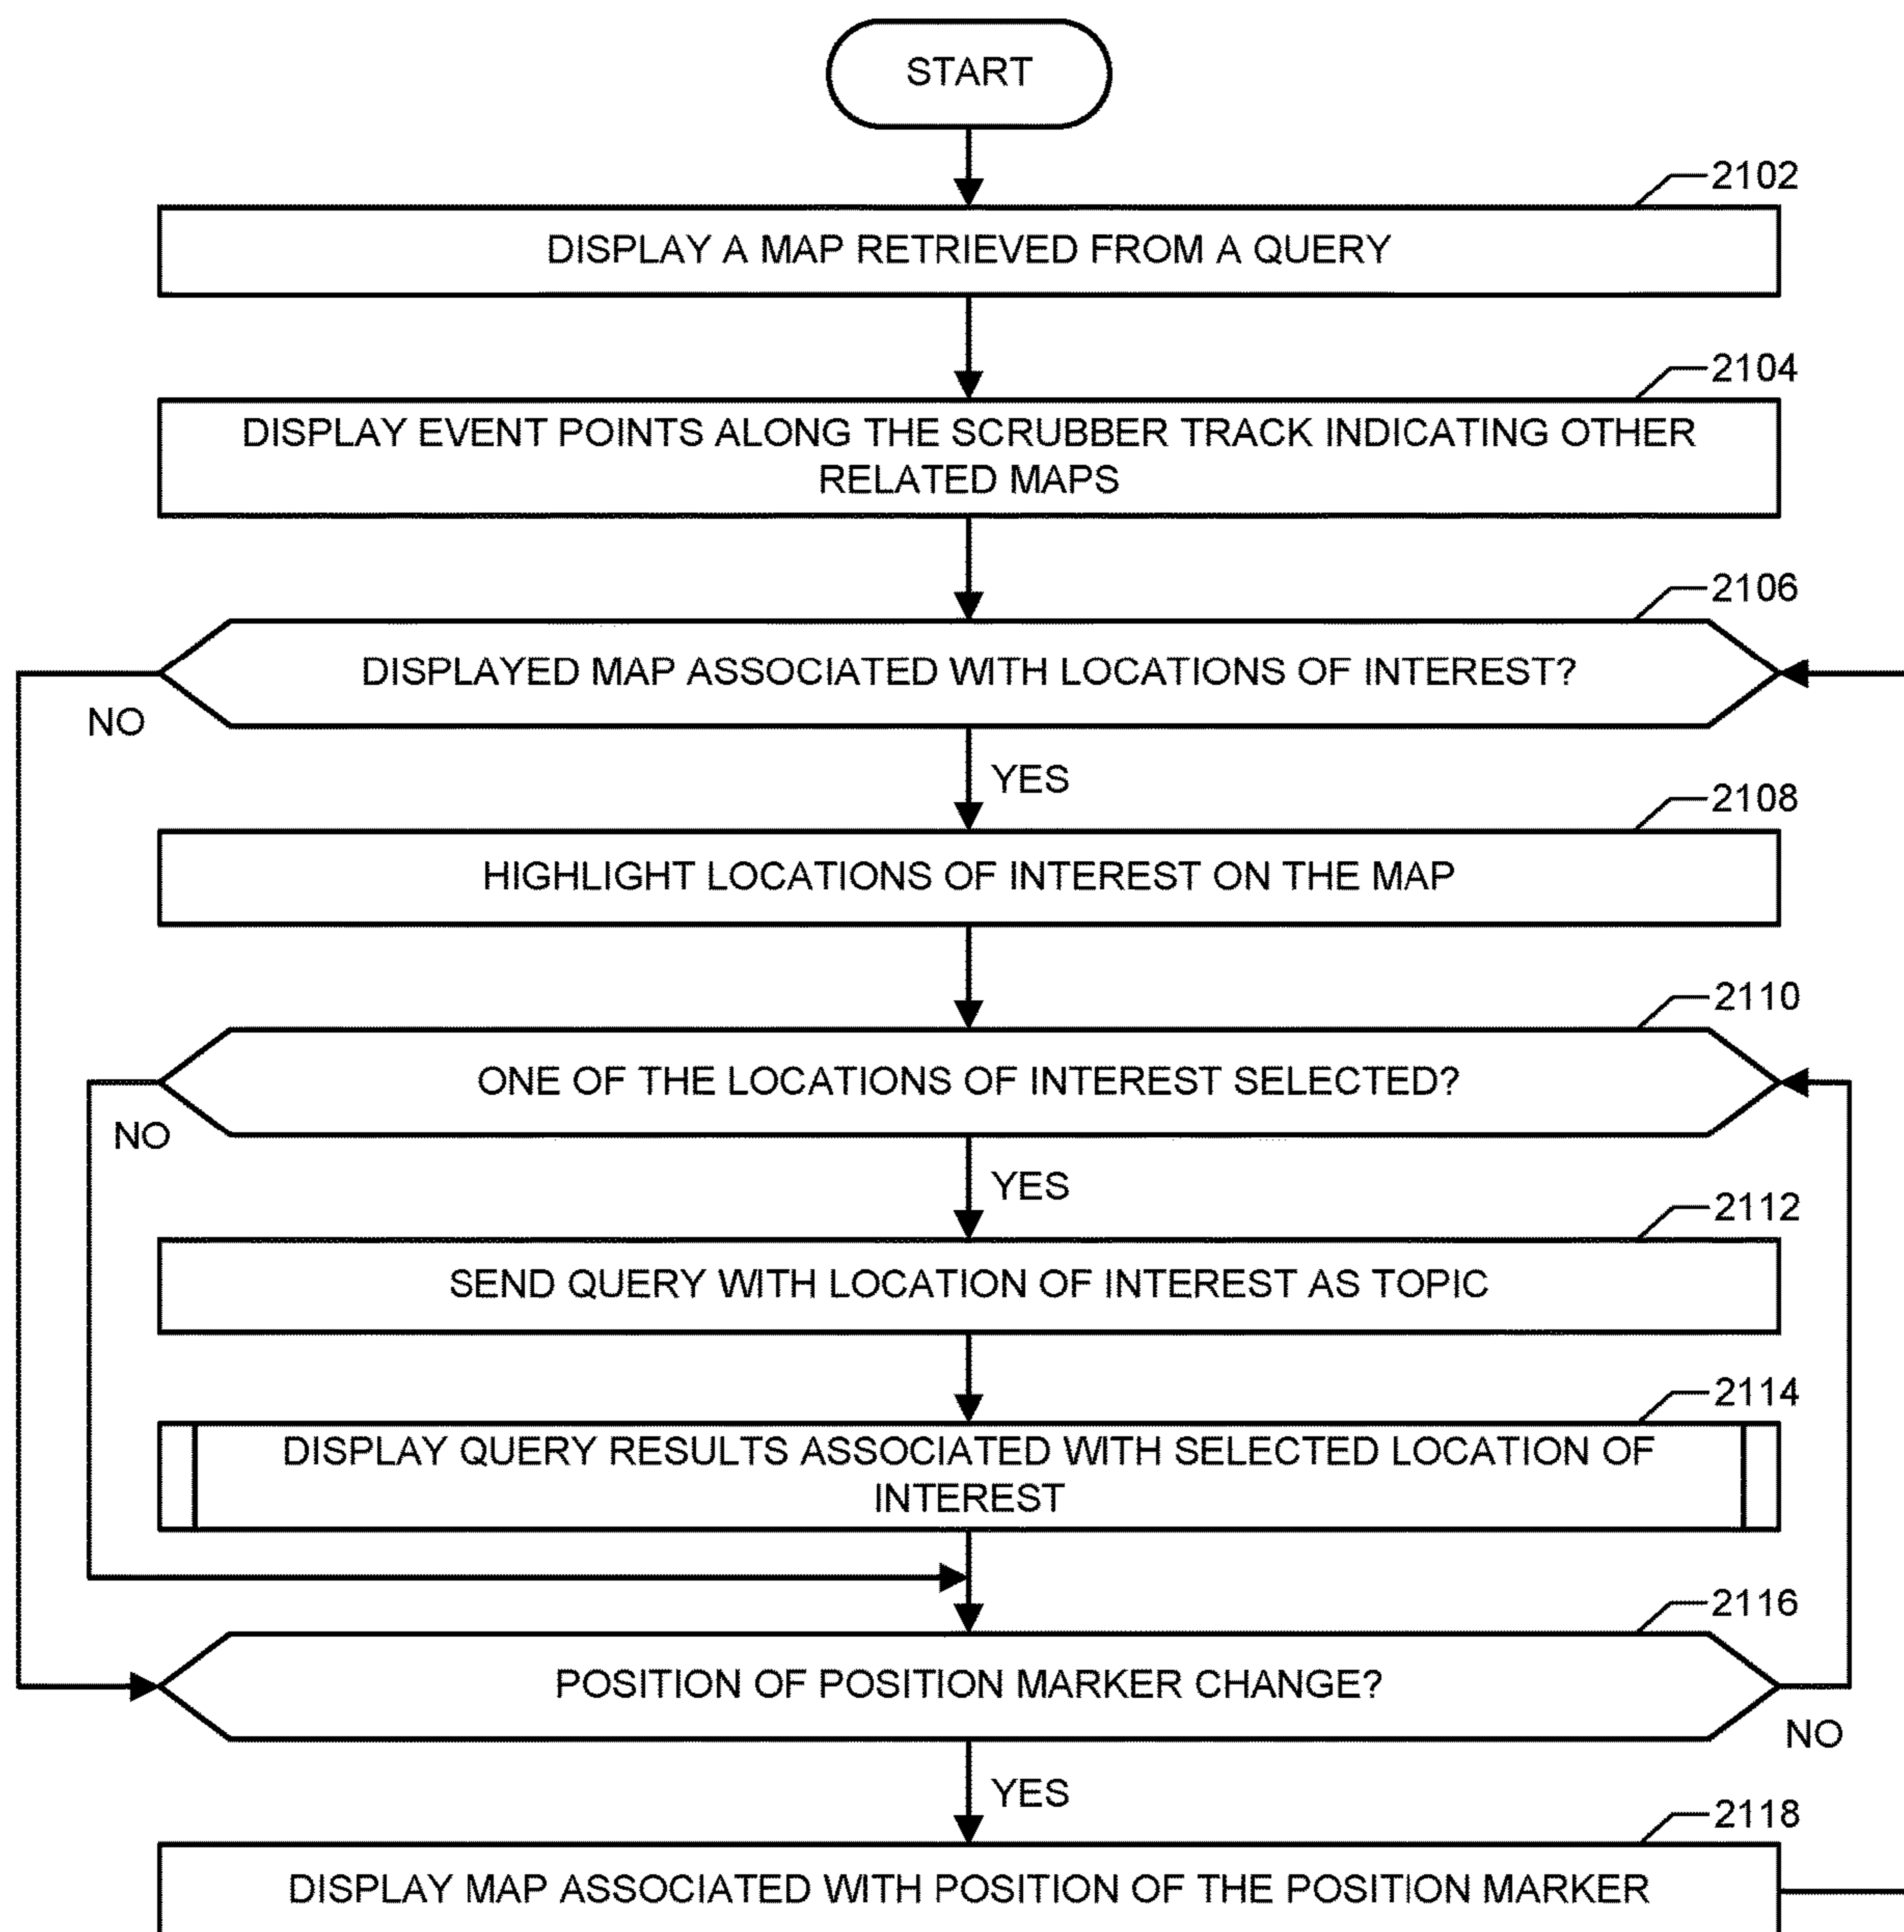 START
2102
DISPLAY A MAP RETRIEVED FROM A QUERY
2104
DISPLAY EVENT POINTS ALONG THE SCRUBBER TRACK INDICATING OTHER
RELATED MAPS
2106
DISPLAYED MAP ASSOCIATED WITH LOCATIONS OF INTEREST?
NO
YES
2108
HIGHLIGHT LOCATIONS OF INTEREST ON THE MAP
2110
ONE OF THE LOCATIONS OF INTEREST SELECTED?
NO
YES
2112
SEND QUERY WITH LOCATION OF INTEREST AS TOPIC
2114
DISPLAY QUERY RESULTS ASSOCIATED WITH SELECTED LOCATION OF
INTEREST
2116
POSITION OF POSITION MARKER CHANGE?
NO
YES
2118
DISPLAY MAP ASSOCIATED WITH POSITION OF THE POSITION MARKER